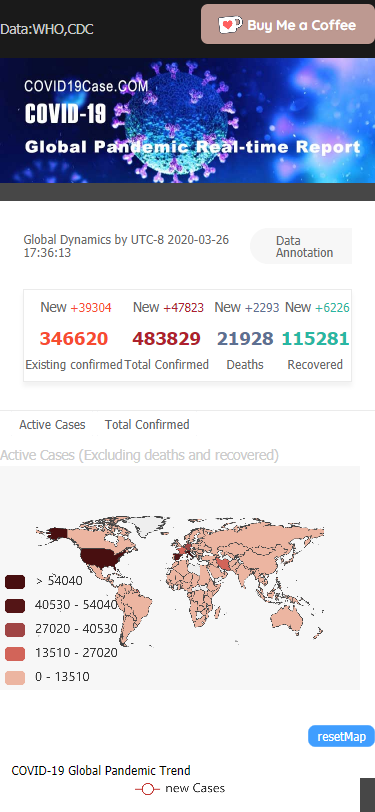 Data:WHO,CDC
Buy Me a Coffee
COVID19Case.COM
COVID-19
Global Pandemic Real-time Report
Global Dynamics by UTC-8 2020-03-26
17:36:13
Data
Annotation
New +39304 New +47823 New +2293 New +6226
346620 483829 21928 115281
Existing confirmed Total Confirmed Deaths Recovered
Active Cases Total Confirmed
Active Cases (Excluding deaths and recovered)
> 54040
40530 - 54040
27020 - 40530
13510 - 27020
0 - 13510
resetMap
COVID-19 Global Pandemic Trend
new Cases